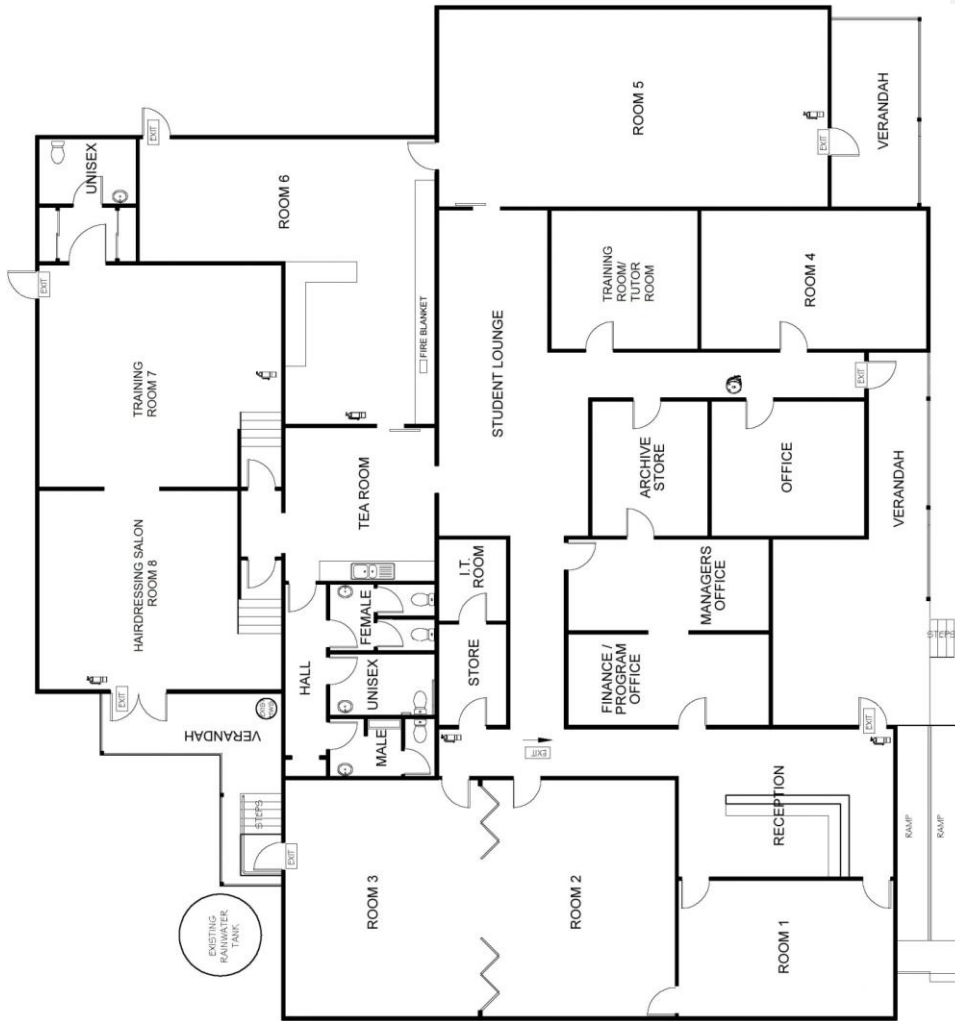 EXIT
UNISEX
EXIT
ROOM 6
ROOM 5
VERANDAH
EXIT
EXIT
TRAINING
ROOM 7
FIRE BLANKET
STUDENT LOUNGE
TRAINING
ROOM/
TUTOR
ROOM
ROOM 4
EXIT
HAIRDRESSING SALON
ROOM 8
TEA ROOM
ARCHIVE
STORE
OFFICE
VERANDAH
EXIT
VERANDAH
HALL
FEMALE
UNISEX
MALE
I.T.
ROOM
STORE
MANAGERS
OFFICE
FINANCE /
PROGRAM
OFFICE
STEPS
EXIT
EXIT
STEPS
EXIT
RECEPTION
RAMP
RAMP
EXISTING
RAINWATER
TANK
ROOM 3
ROOM 2
ROOM 1